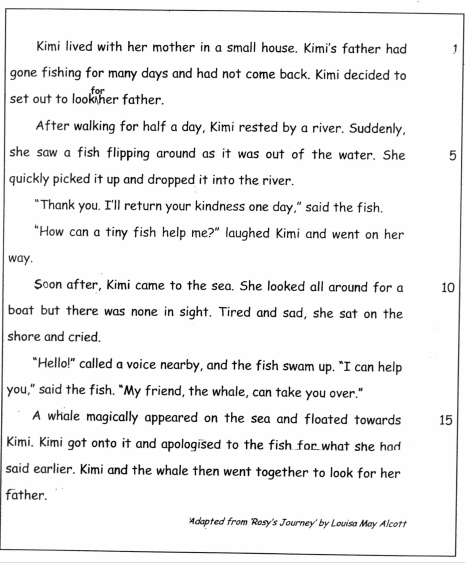 Kimi lived with her mother in a small house. Kimi's father had 1
gone fishing for many days and had not come back. Kimi decided to
set out to look for her father.
After walking for half a day, Kimi rested by a river. Suddenly,
she saw a fish flipping around as it was out of the water. She 5
quickly picked it up and dropped it into the river.
"Thank you. I'll return your kindness one day," said the fish.
"How can a tiny fish help me?" laughed Kimi and went on her
way.
Soon after, Kimi came to the sea. She looked all around for a 10
boat but there was none in sight. Tired and sad, she sat on the
shore and cried.
"Hello!" called a voice nearby, and the fish swam up. "I can help
you," said the fish. "My friend, the whale, can take you over."
A whale magically appeared on the sea and floated towards 15
Kimi. Kimi got onto it and apologised to the fish for what she had
said earlier. Kimi and the whale then went together to look for her
father.
Adapted from 'Rosy's Journey' by Louisa May Alcott